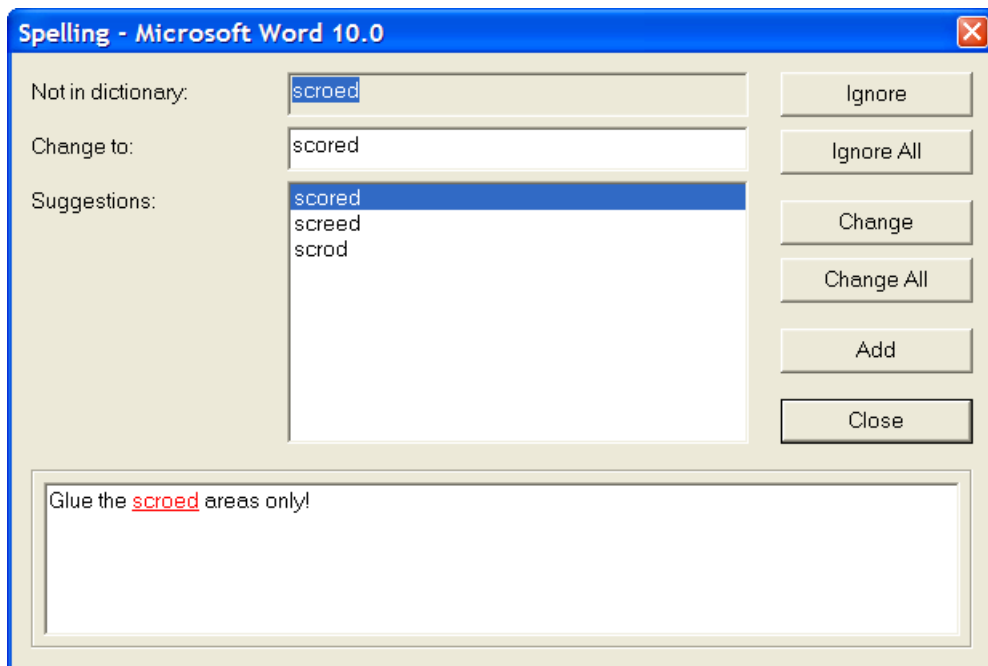 Spelling - Microsoft Word 10.0
Not in dictionary: scroed Ignore
Change to: scored Ignore All
Suggestions: scored Change
screed
scrod
Change All
Add
Close
Glue the scroed areas only!